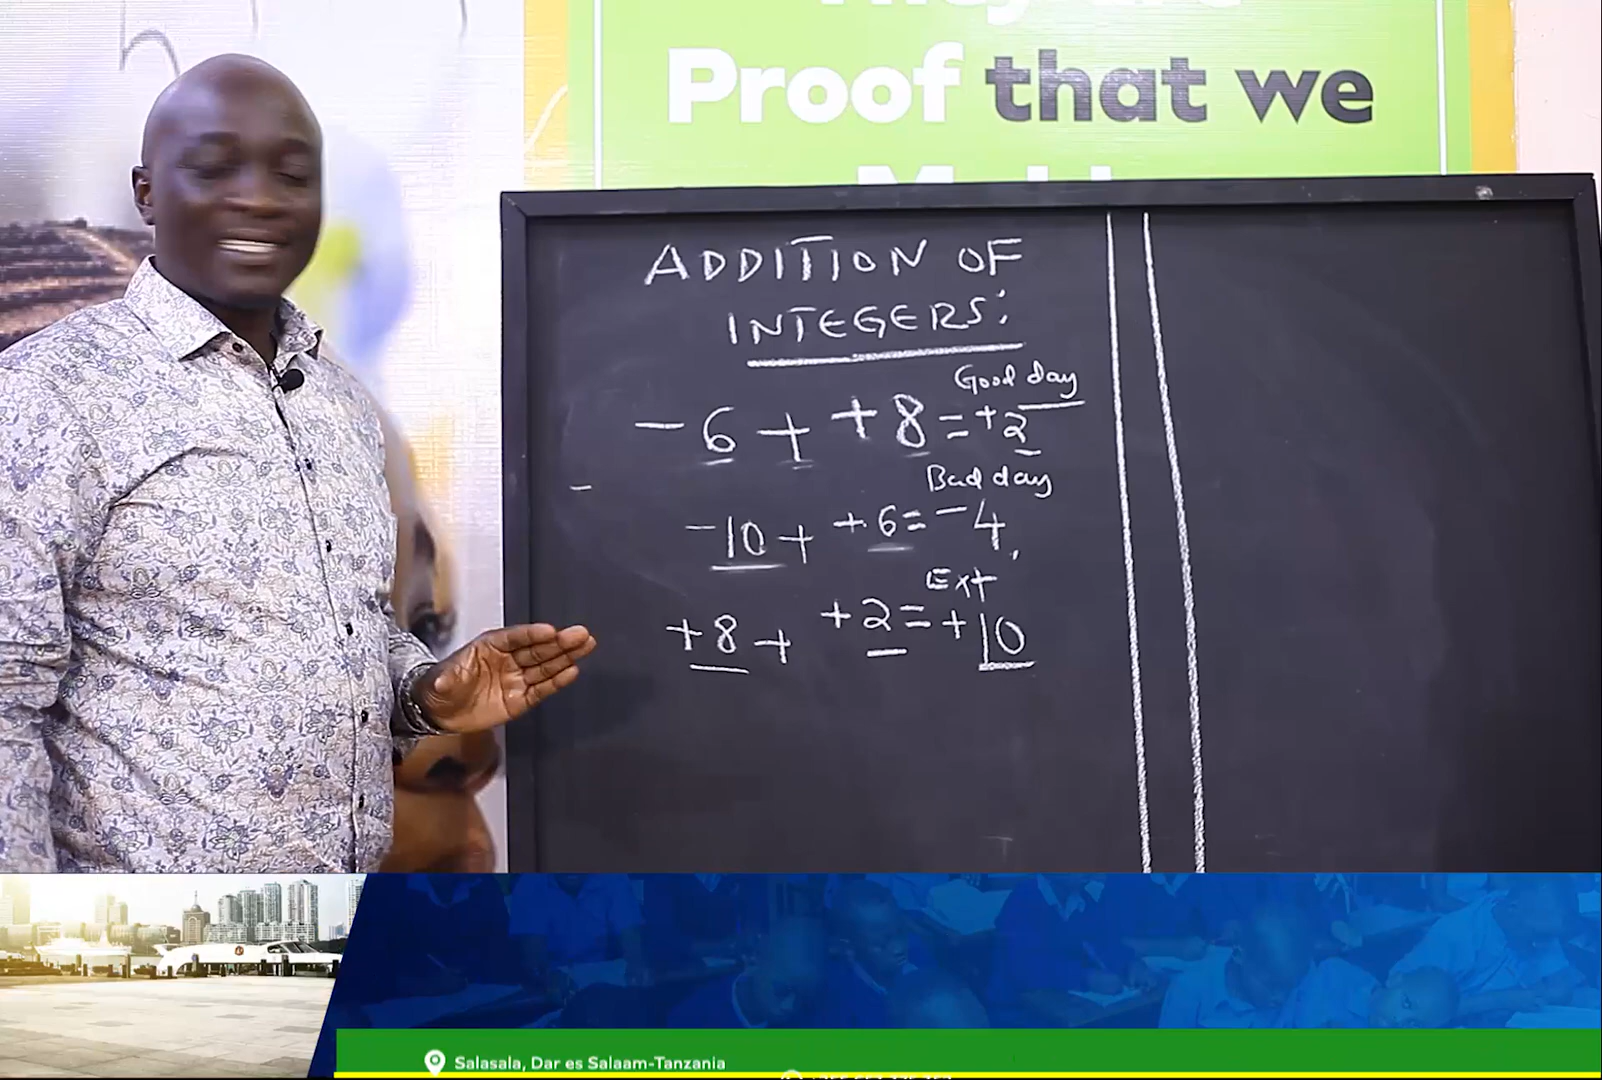 Proof that we
ADDITION OF
INTEGERS:
Good day
-6 + +8 = +2
Bad day
-10 + +6 = -4
Ext
+8 + +2 = +10
Salasala, Dar es Salaam-Tanzania